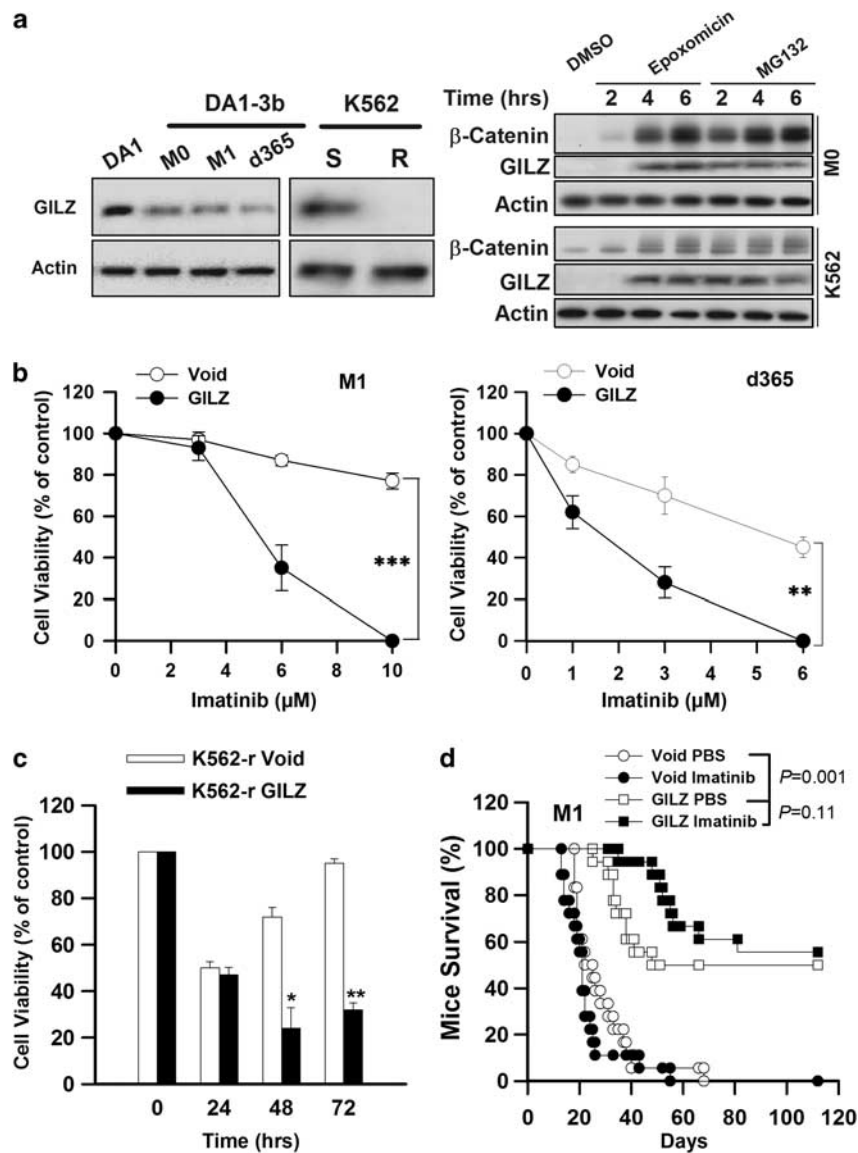 a
DA1-3b K562
DA1 M0 M1 d365 S R
GILZ
Actin
DMSO Epoxomicin MG132
Time (hrs) 2 4 6 2 4 6
β-Catenin
GILZ
Actin
M0
β-Catenin
GILZ
Actin
K562
b
Void
GILZ
M1
Cell Viability (% of control)
120
100
80
60
40
20
0
0 2 4 6 8 10
Imatinib (µM)
***
Void
GILZ
d365
Cell Viability (% of control)
120
100
80
60
40
20
0
0 1 2 3 4 5 6
Imatinib (µM)
**
c
K562-r Void
K562-r GILZ
Cell Viability (% of control)
120
100
80
60
40
20
0
* **
0 24 48 72
Time (hrs)
d
Void PBS
Void Imatinib
GILZ PBS
GILZ Imatinib
P=0.001
P=0.11
M1
Mice Survival (%)
120
100
80
60
40
20
0
0 20 40 60 80 100 120
Days